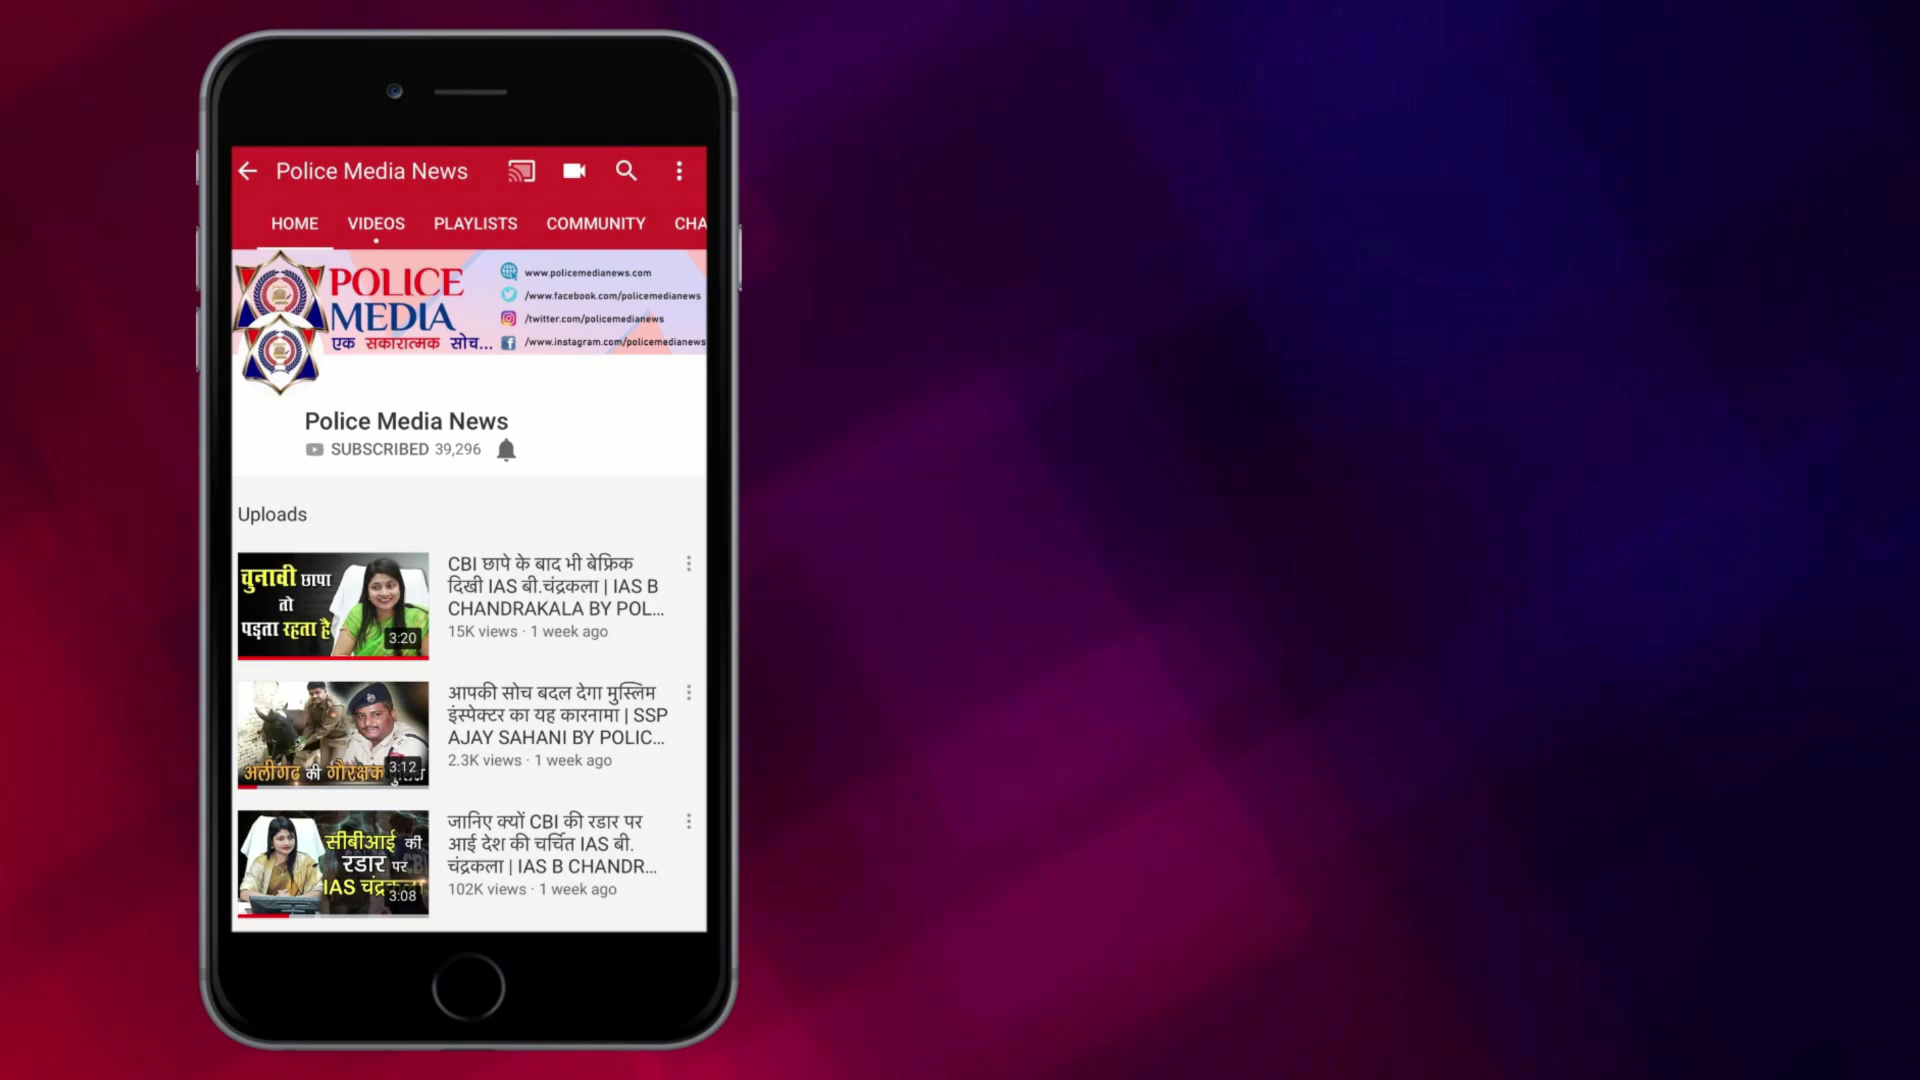 Police Media News
HOME VIDEOS PLAYLISTS COMMUNITY CHA
POLICE
MEDIA
एक सकारात्मक सोच...
www.policemedianews.com
/www.facebook.com/policemedianews
/twitter.com/policemedianews
/www.instagram.com/policemedianews
Police Media News
SUBSCRIBED 39,296
Uploads
चुनावी छापा
तो
पड़ता रहता है
3:20
CBI छापे के बाद भी बेफ्रिक
दिखी IAS बी.चंद्रकला | IAS B
CHANDRAKALA BY POL...
15K views · 1 week ago
अलीगढ की गौरक्षक
3:12
आपकी सोच बदल देगा मुस्लिम
इंस्पेक्टर का यह कारनामा | SSP
AJAY SAHANI BY POLIC...
2.3K views · 1 week ago
सीबीआई की
रडार पर
IAS
3:08
जानिए क्यों CBI की रडार पर
आई देश की चर्चित IAS बी.
चंद्रकला | IAS B CHANDR...
102K views · 1 week ago